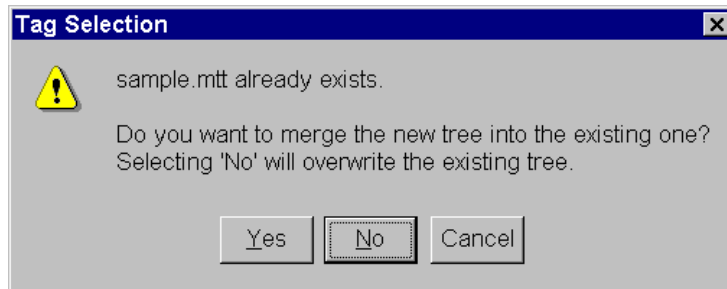 Tag Selection
sample.mtt already exists.
Do you want to merge the new tree into the existing one?
Selecting 'No' will overwrite the existing tree.
Yes No Cancel